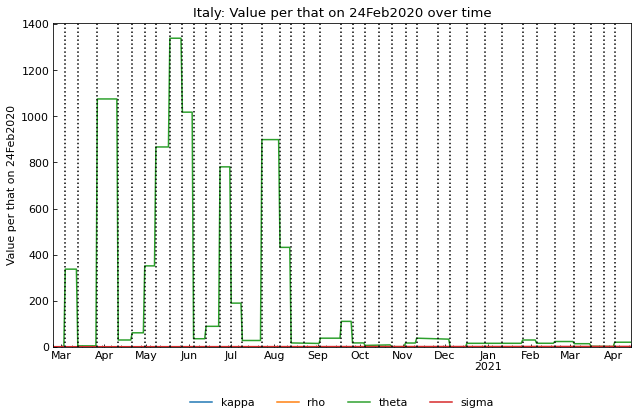 Italy: Value per that on 24Feb2020 over time
Value per that on 24Feb2020
1400
1200
1000
800
600
400
200
0
Mar Apr May Jun Jul Aug Sep Oct Nov Dec Jan Feb Mar Apr
2021
kappa rho theta sigma